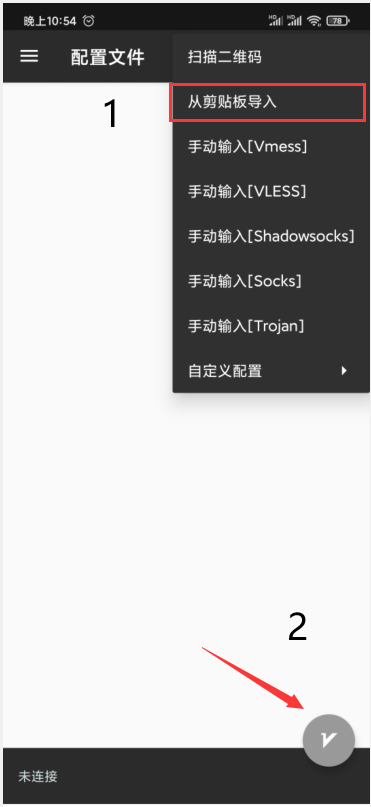 晚上10:54
HD HD 78
配置文件
扫描二维码
1
从剪贴板导入
手动输入[Vmess]
手动输入[VLESS]
手动输入[Shadowsocks]
手动输入[Socks]
手动输入[Trojan]
自定义配置
2
V
未连接